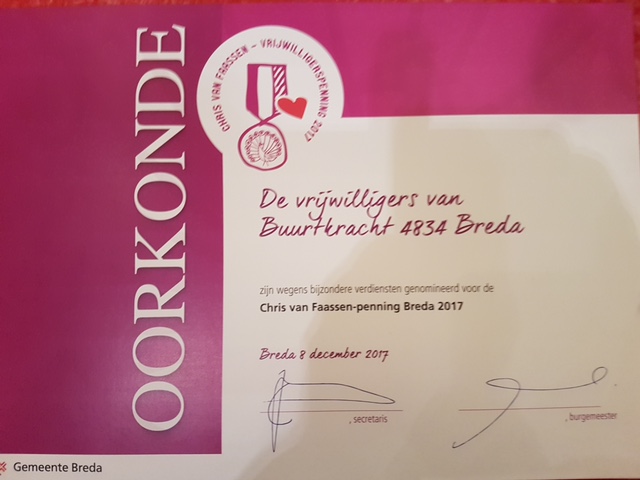 OORKONDE
CHRIS VAN FAASSEN – VRIJWILLIGERSPENNING 2017
De vrijwilligers van
Buurtkracht 4834 Breda
zijn wegens bijzondere verdiensten genomineerd voor de
Chris van Faassen-penning Breda 2017
Breda 8 december 2017
, secretaris
, burgemeester
Gemeente Breda